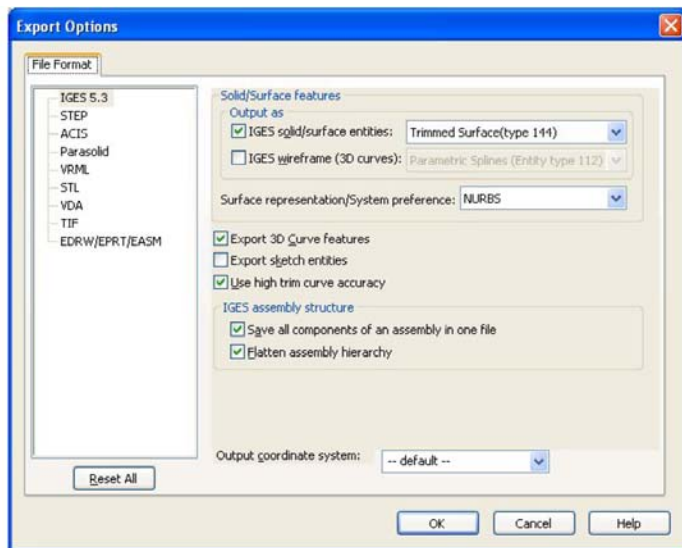 Export Options
File Format
IGES 5.3
STEP
ACIS
Parasolid
VRML
STL
VDA
TIF
EDRW/EPRT/EASM
Reset All
Solid/Surface features
Output as
IGES solid/surface entities: Trimmed Surface(type 144)
IGES wireframe (3D curves): Parametric Splines (Entity type 112)
Surface representation/System preference: NURBS
Export 3D Curve features
Export sketch entities
Use high trim curve accuracy
IGES assembly structure
Save all components of an assembly in one file
Flatten assembly hierarchy
Output coordinate system: -- default --
OK Cancel Help